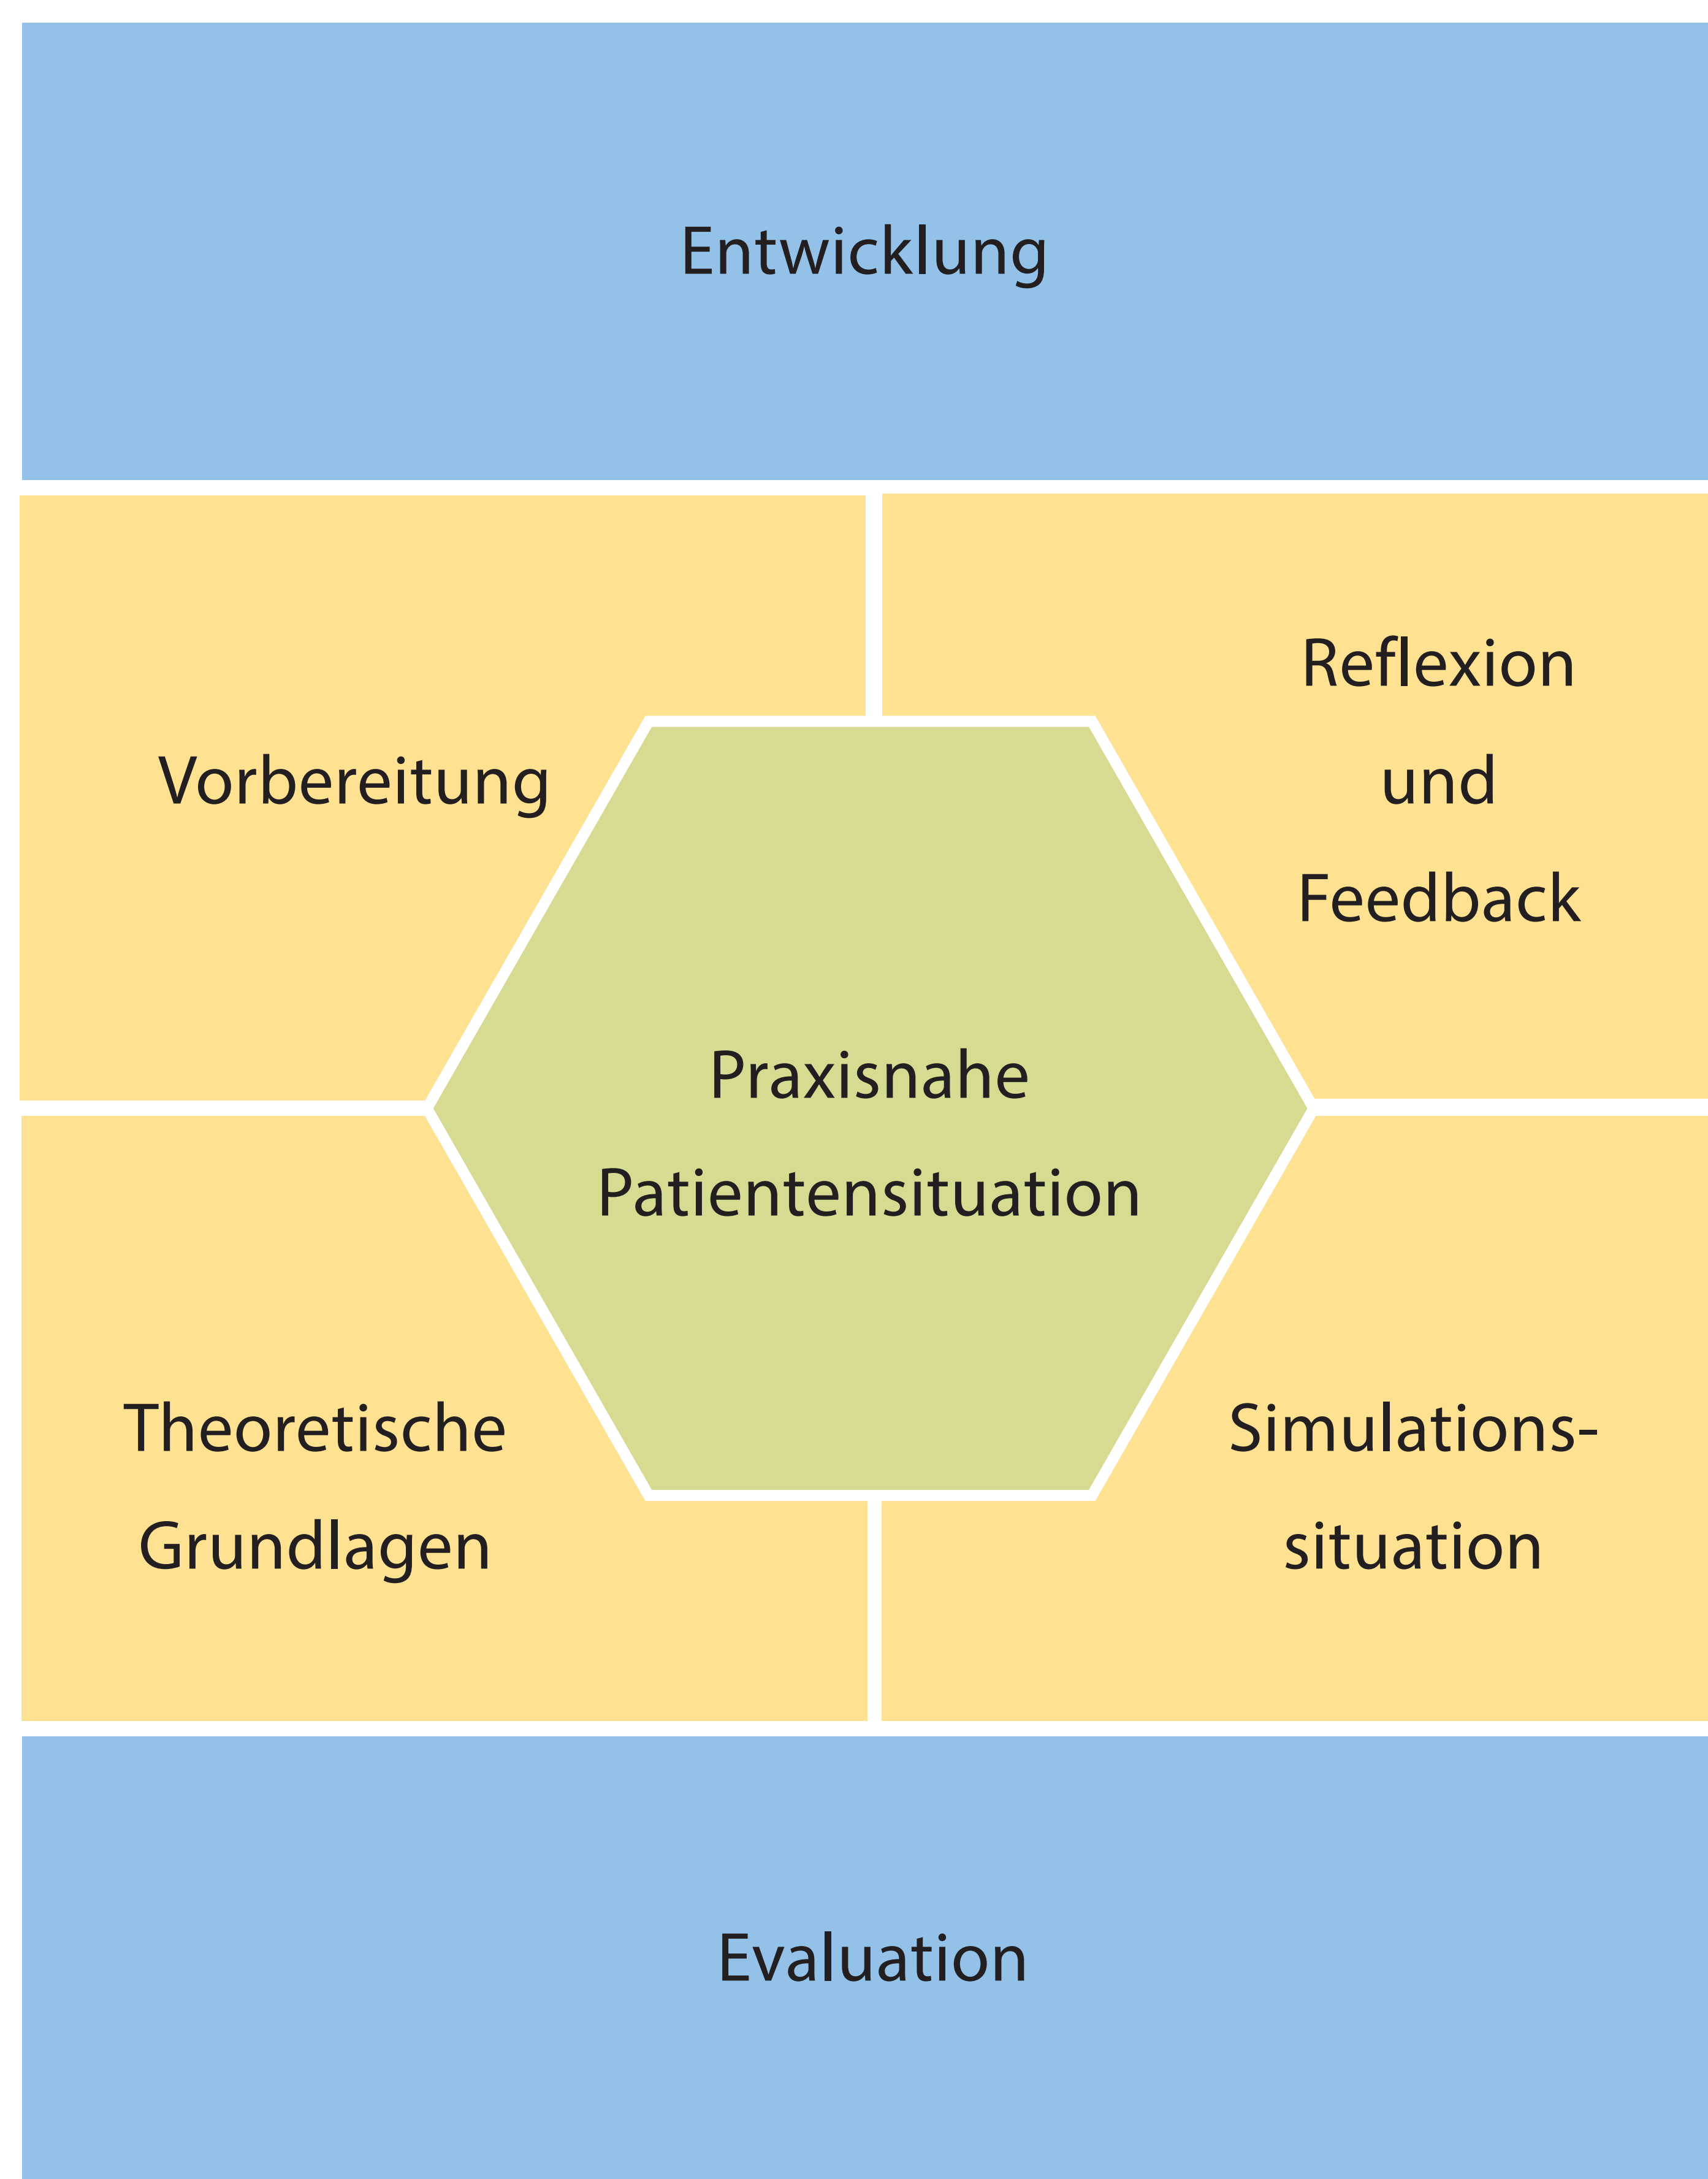 Entwicklung
Vorbereitung
Reflexion
und
Feedback
Praxisnahe
Patientensituation
Theoretische
Grundlagen
Simulations-
situation
Evaluation